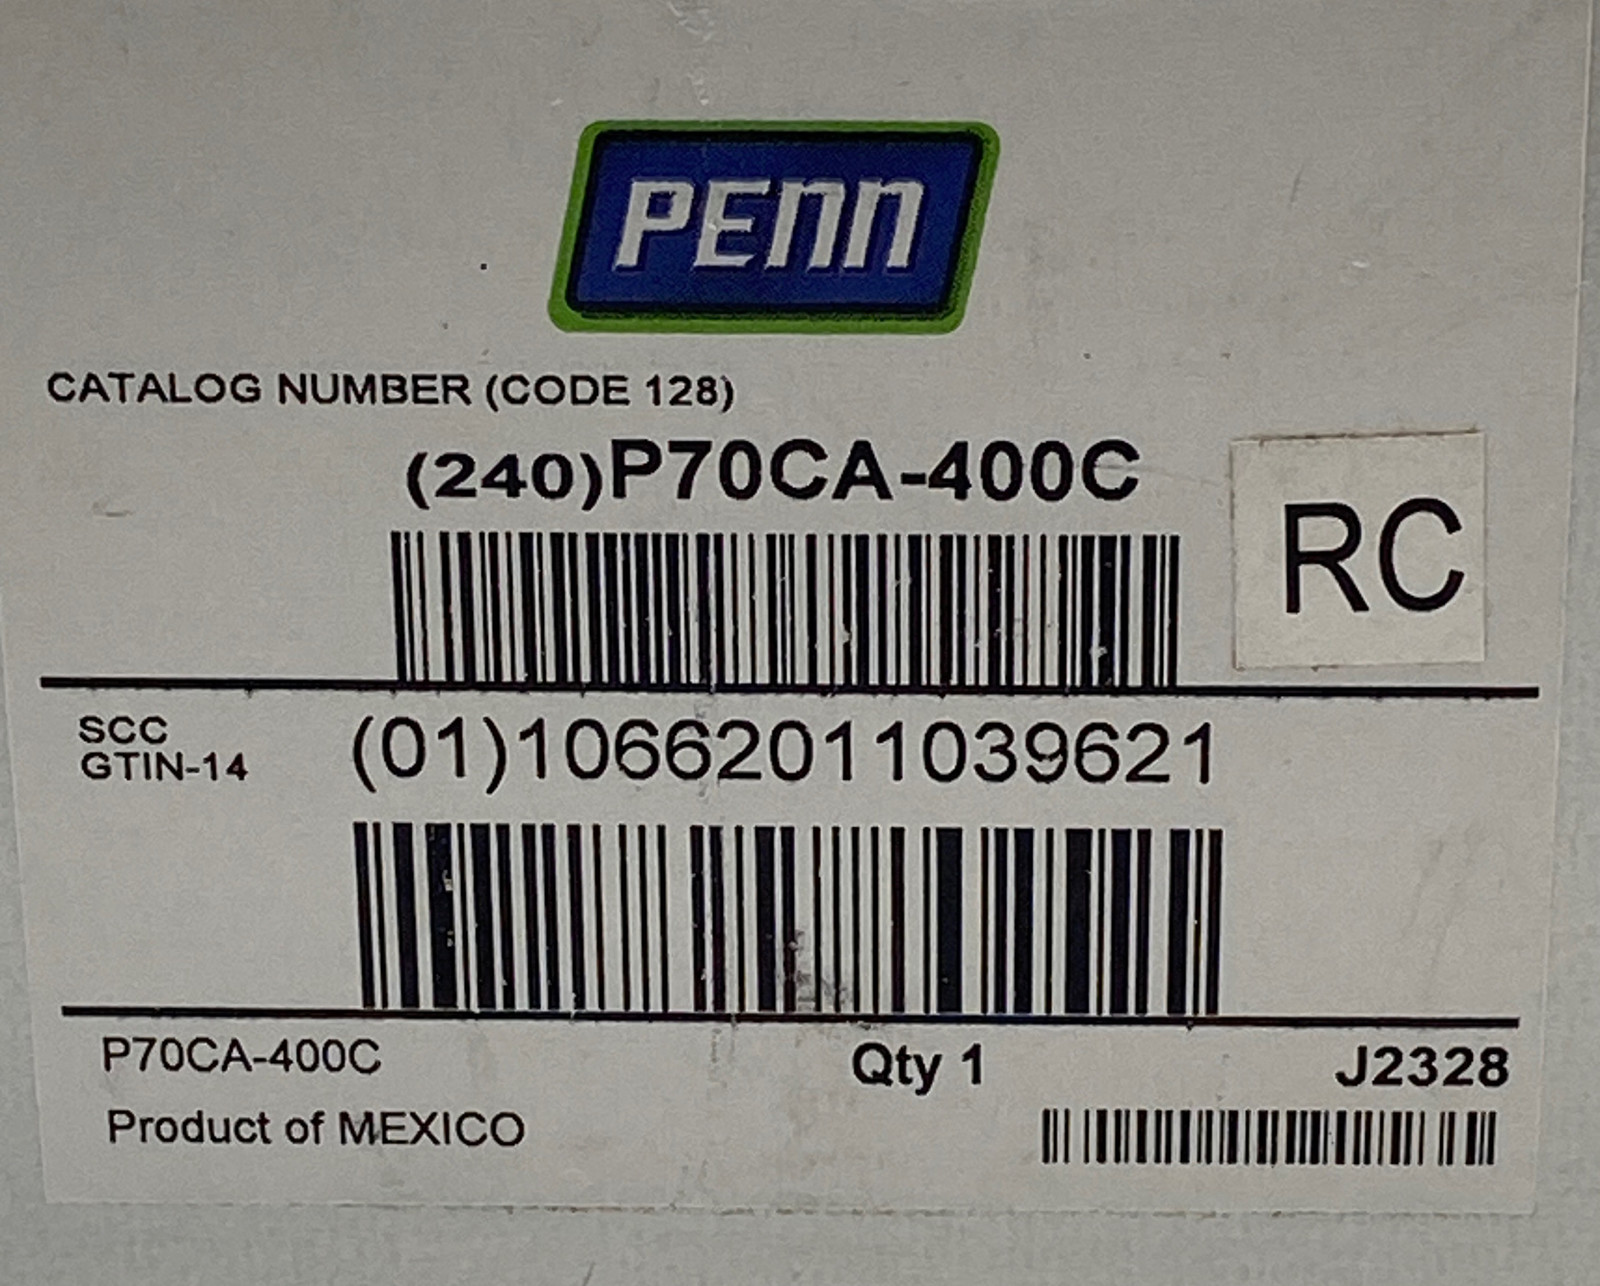 PENN
CATALOG NUMBER (CODE 128)
(240)P70CA-400C
RC
SCC
GTIN-14
(01)10662011039621
P70CA-400C
Qty 1
J2328
Product of MEXICO